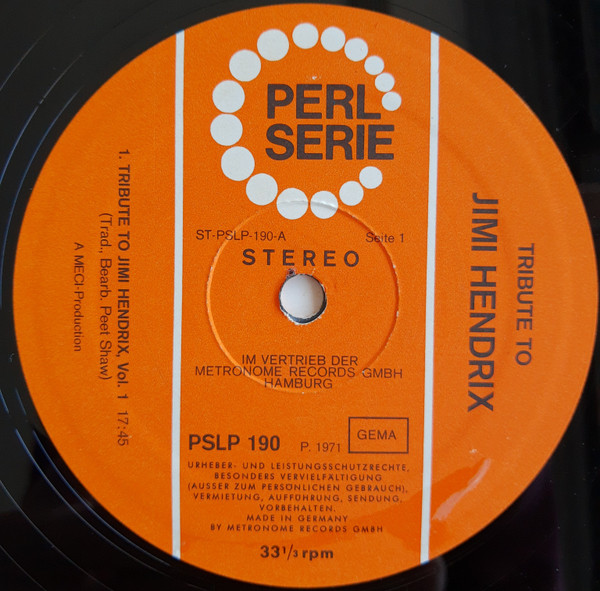 PERL
SERIE
ST-PSLP-190-A
Seite 1
STEREO
1. TRIBUTE TO JIMI HENDRIX, Vol. 1 17:45
(Trad., Bearb. Peet Shaw)
A MECI-Production
TRIBUTE TO
JIMI HENDRIX
IM VERTRIEB DER
METRONOME RECORDS GMBH
HAMBURG
PSLP 190
P. 1971
GEMA
URHEBER- UND LEISTUNGSSCHUTZRECHTE,
BESONDERS VERVIELFÄLTIGUNG
(AUSSER ZUM PERSÖNLICHEN GEBRAUCH),
VERMIETUNG, AUFFÜHRUNG, SENDUNG,
VORBEHALTEN.
MADE IN GERMANY
BY METRONOME RECORDS GMBH
33 1/3 rpm